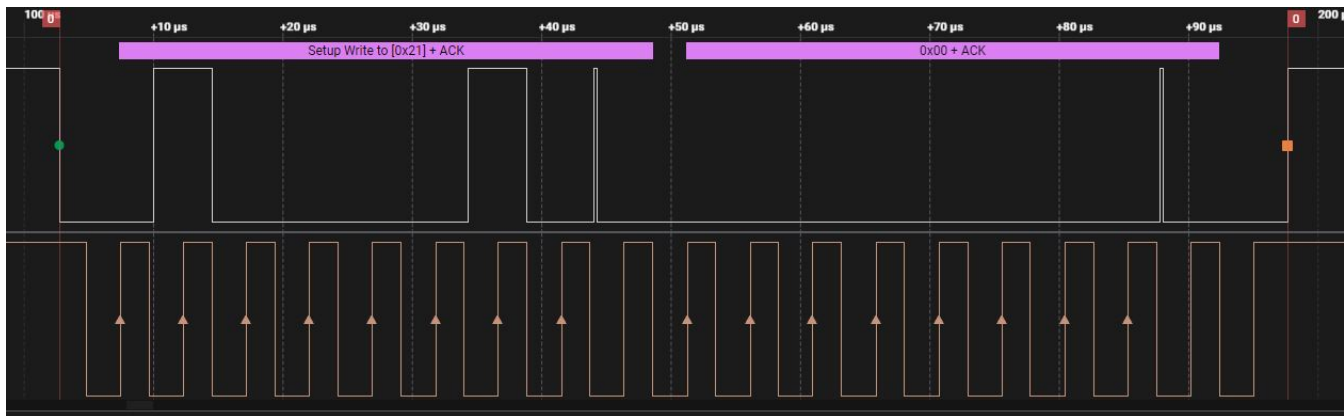 100 µs
0
+10 µs
+20 µs
+30 µs
+40 µs
+50 µs
+60 µs
+70 µs
+80 µs
+90 µs
0
200
Setup Write to [0x21] + ACK
0x00 + ACK